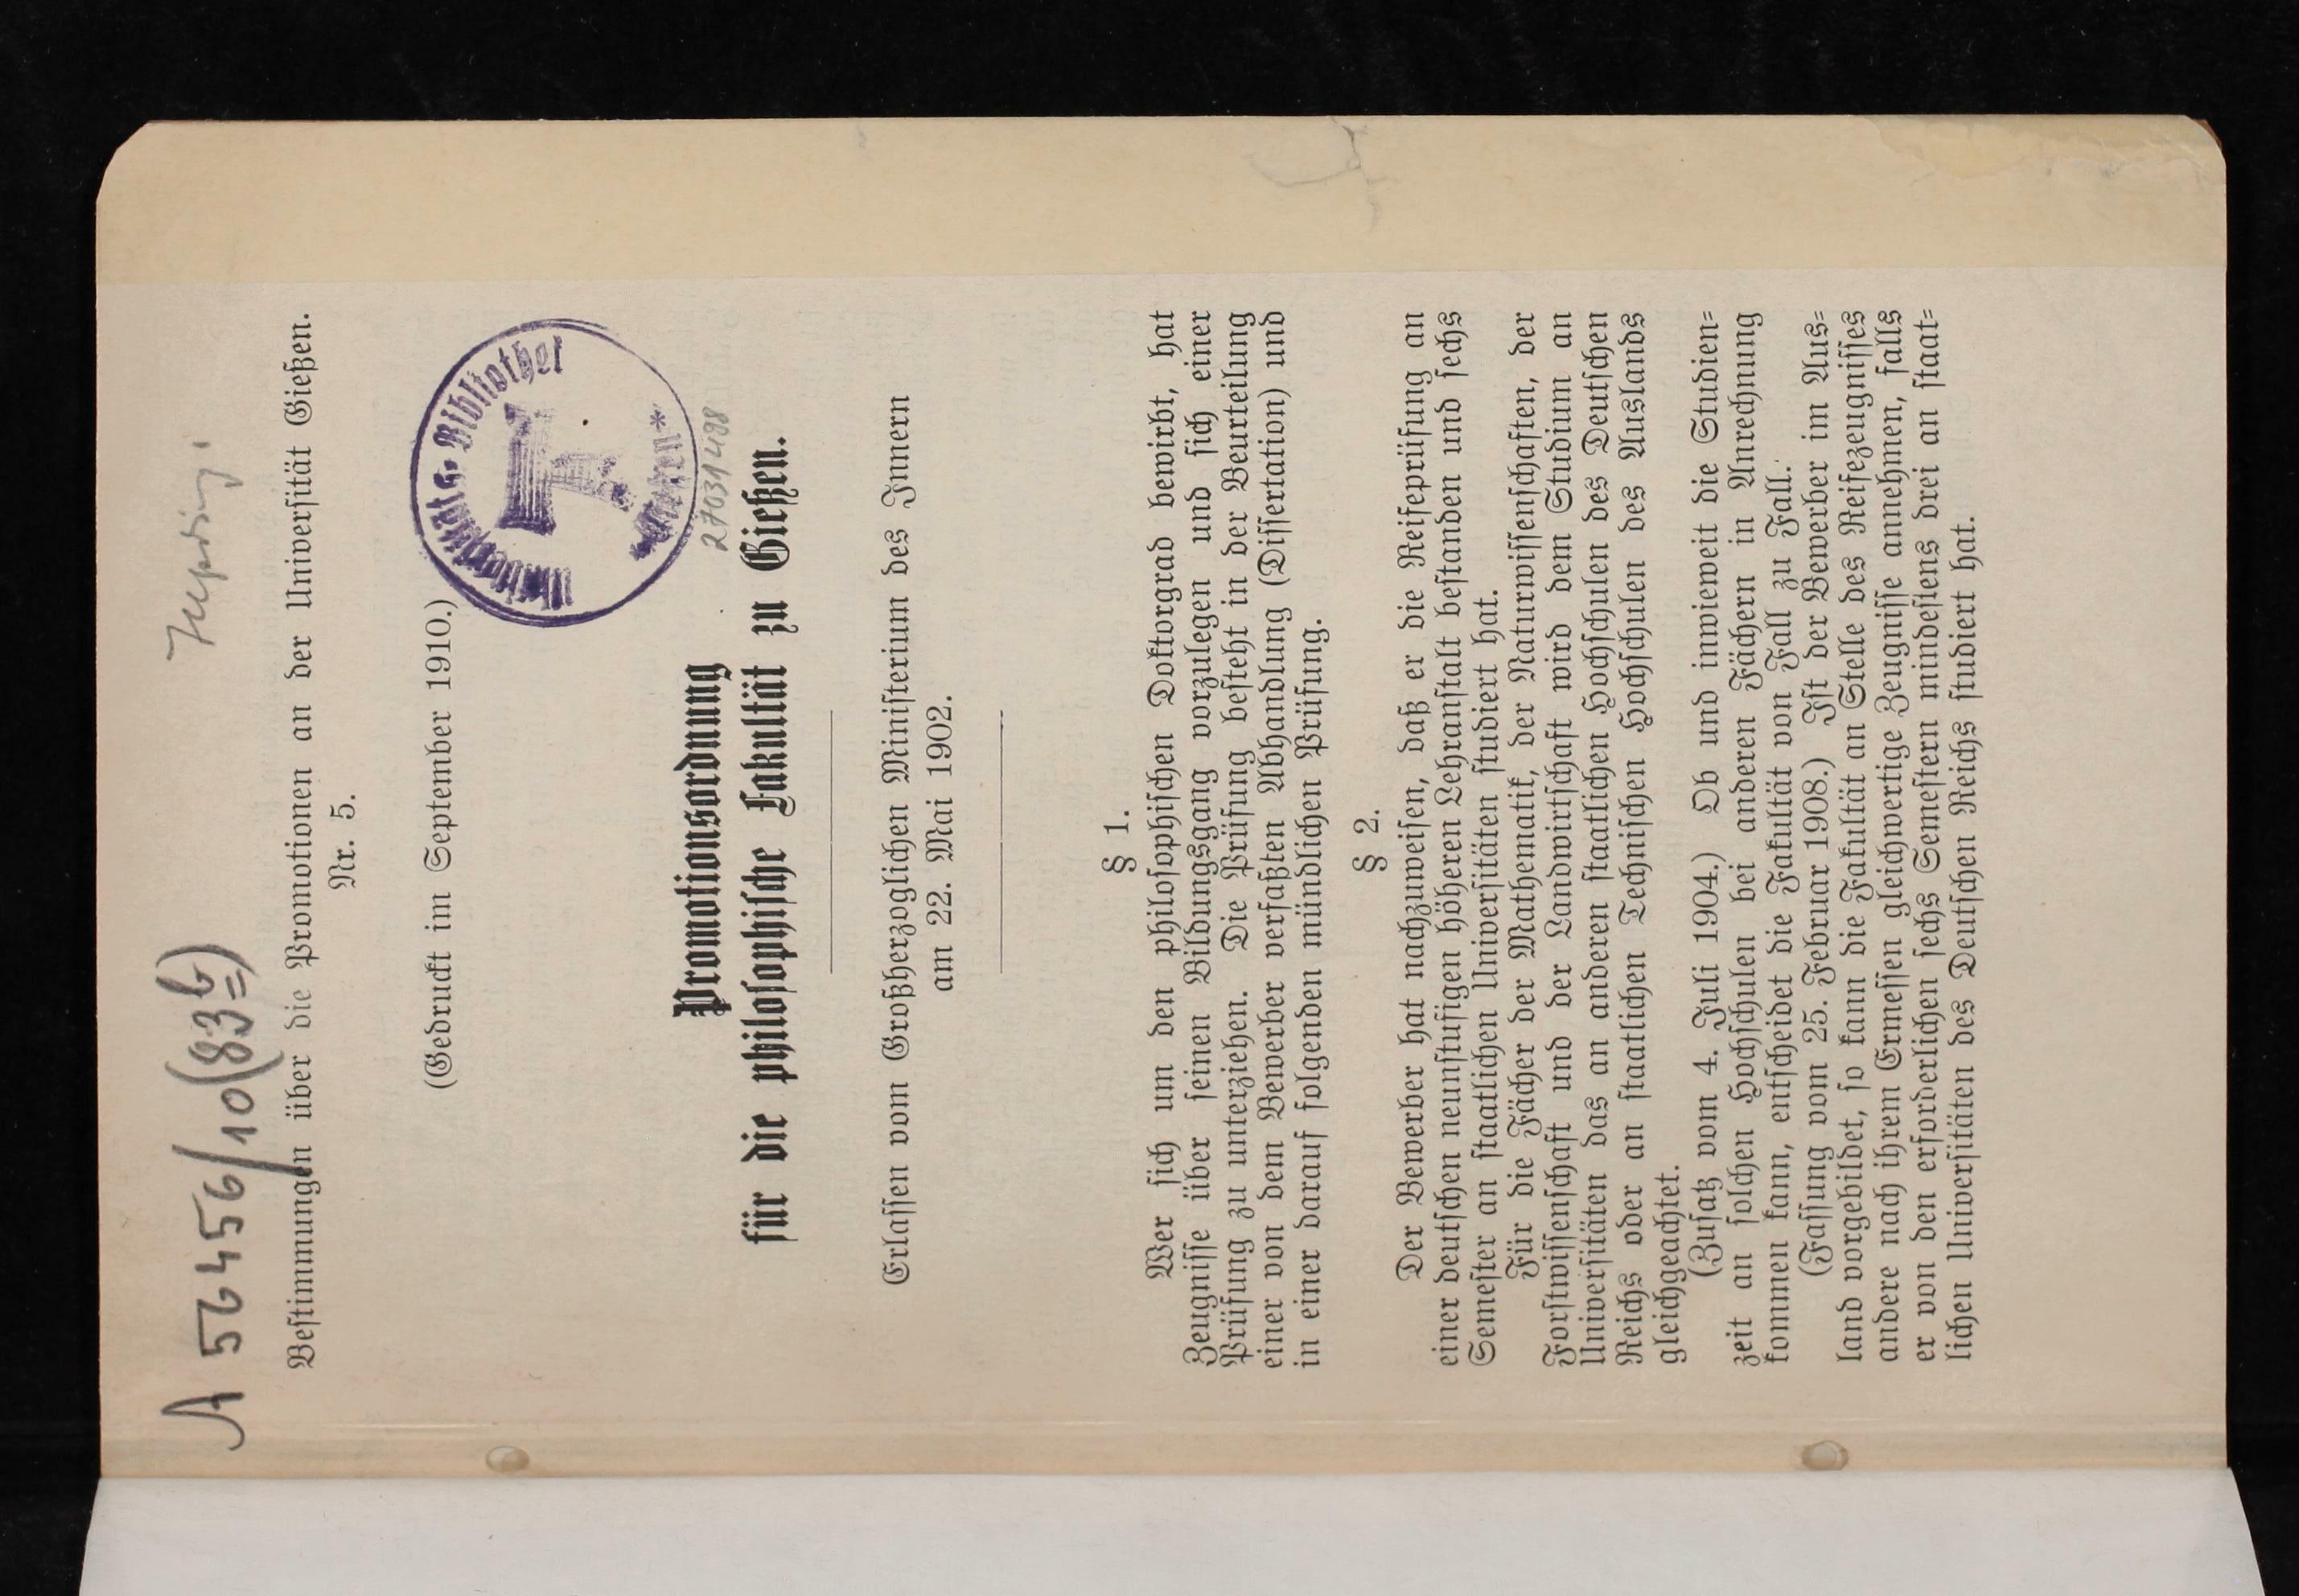 A 56456/10(83b)
Bestimmungen über die Promotionen an der Universität Gießen.
Nr. 5.
(Gedruckt im September 1910.)
Universitäts-Bibliothek
* Gießen *
Promotionsordnung
für die philosophische Fakultät zu Gießen.
Erlassen vom Großherzoglichen Ministerium des Innern
am 22. Mai 1902.
§ 1.
Wer sich um den philosophischen Doktorgrad bewirbt, hat
Zeugnisse über seinen Bildungsgang vorzulegen und sich einer
Prüfung zu unterziehen. Die Prüfung besteht in der Beurteilung
einer von dem Bewerber verfaßten Abhandlung (Dissertation) und
in einer darauf folgenden mündlichen Prüfung.
§ 2.
Der Bewerber hat nachzuweisen, daß er die Reifeprüfung an
einer deutschen neunstufigen höheren Lehranstalt bestanden und sechs
Semester an staatlichen Universitäten studiert hat.
Für die Fächer der Mathematik, der Naturwissenschaften, der
Forstwissenschaft und der Landwirtschaft wird dem Studium an
Universitäten das an anderen staatlichen Hochschulen des Deutschen
Reichs oder an staatlichen Technischen Hochschulen des Auslands
gleichgeachtet.
(Zusatz vom 4. Juli 1904.) Ob und inwieweit die Studien=
zeit an solchen Hochschulen bei anderen Fächern in Anrechnung
kommen kann, entscheidet die Fakultät von Fall zu Fall.
(Fassung vom 25. Februar 1908.) Ist der Bewerber im Aus=
land vorgebildet, so kann die Fakultät an Stelle des Reifezeugnisses
andere nach ihrem Ermessen gleichwertige Zeugnisse annehmen, falls
er von den erforderlichen sechs Semestern mindestens drei an staat=
lichen Universitäten des Deutschen Reichs studiert hat.